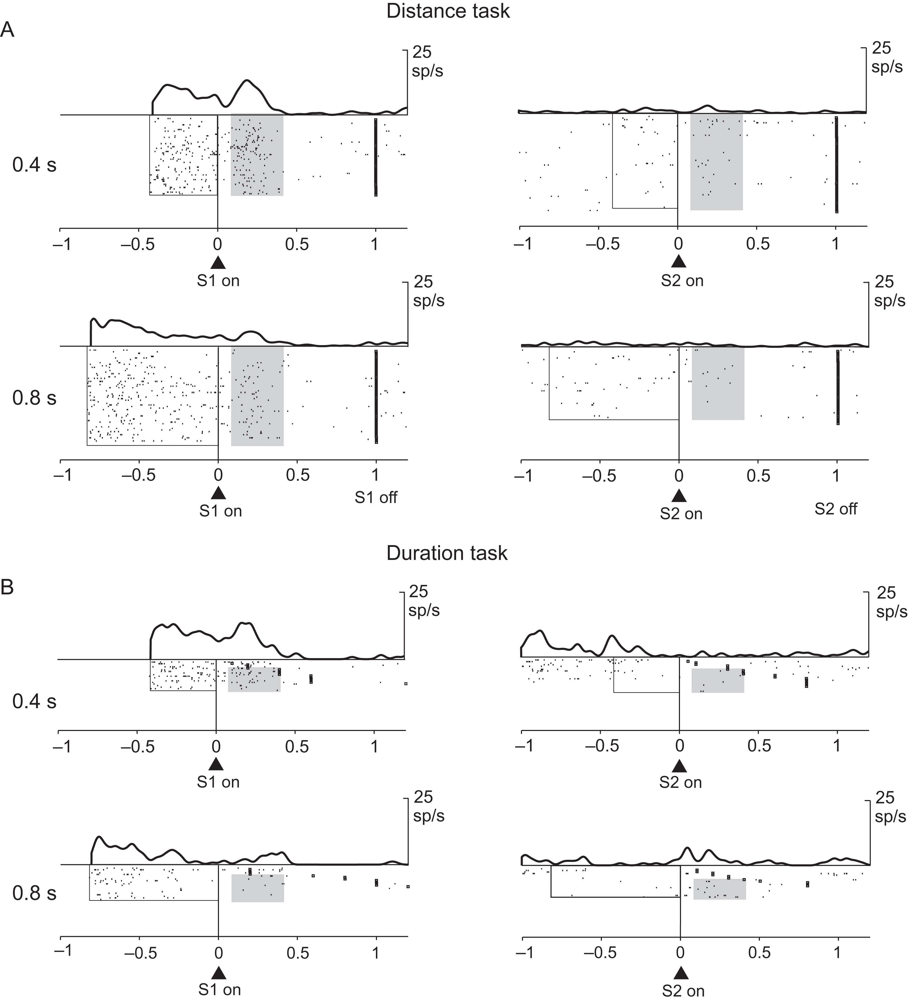 Distance task
A
25
sp/s
25
sp/s
0.4 s
–1 –0.5 0 0.5 1
–1 –0.5 0 0.5 1
S1 on
S2 on
25
sp/s
25
sp/s
0.8 s
–1 –0.5 0 0.5 1
–1 –0.5 0 0.5 1
S1 on
S1 off
S2 on
S2 off
Duration task
B
25
sp/s
25
sp/s
0.4 s
–1 –0.5 0 0.5 1
–1 –0.5 0 0.5 1
S1 on
S2 on
25
sp/s
25
sp/s
0.8 s
–1 –0.5 0 0.5 1
–1 –0.5 0 0.5 1
S1 on
S2 on